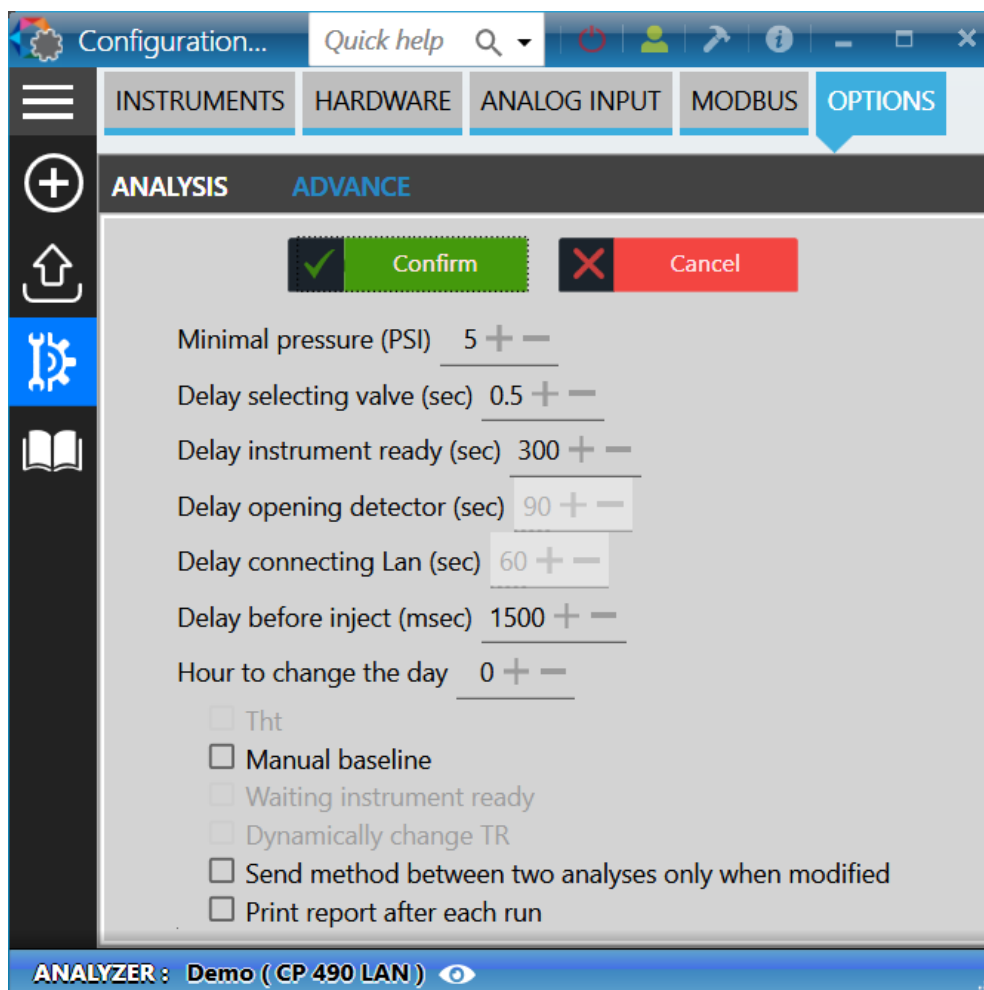 Configuration... Quick help
INSTRUMENTS HARDWARE ANALOG INPUT MODBUS OPTIONS
ANALYSIS ADVANCE
Confirm Cancel
Minimal pressure (PSI) 5
Delay selecting valve (sec) 0.5
Delay instrument ready (sec) 300
Delay opening detector (sec) 90
Delay connecting Lan (sec) 60
Delay before inject (msec) 1500
Hour to change the day 0
Tht
Manual baseline
Waiting instrument ready
Dynamically change TR
Send method between two analyses only when modified
Print report after each run
ANALYZER : Demo ( CP 490 LAN )